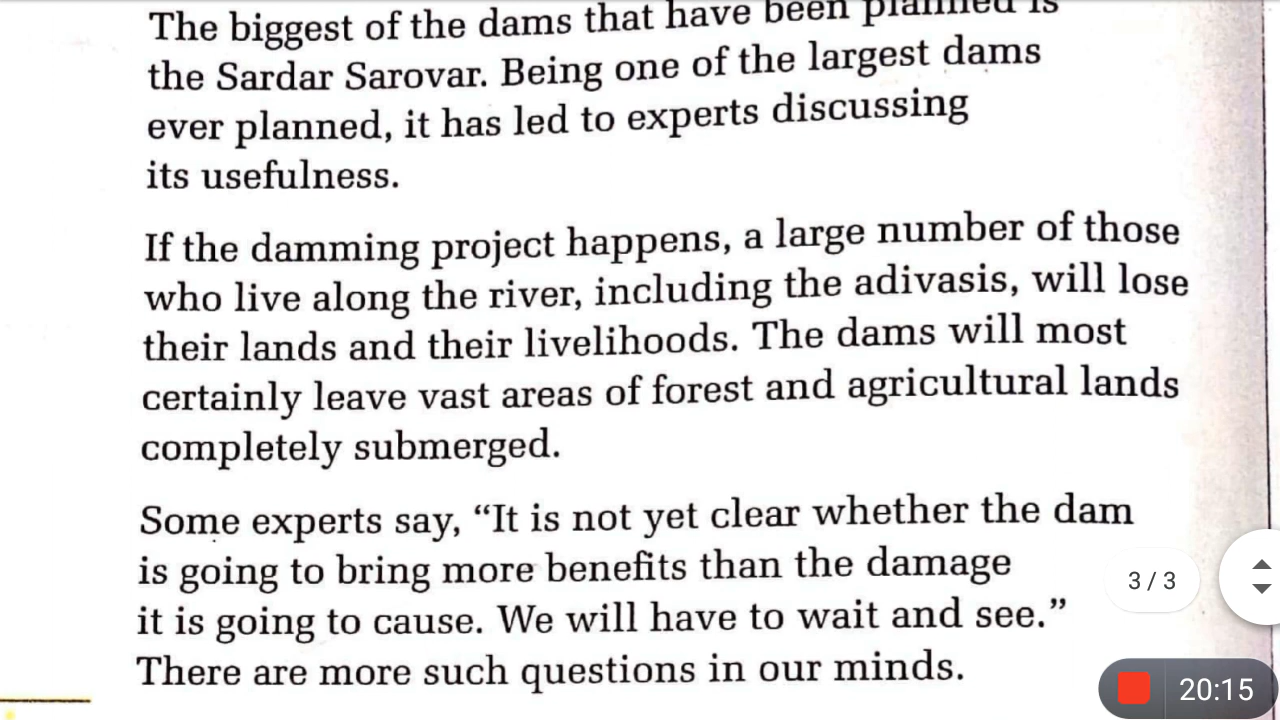 The biggest of the dams that have been planned is
the Sardar Sarovar. Being one of the largest dams
ever planned, it has led to experts discussing
its usefulness.
If the damming project happens, a large number of those
who live along the river, including the adivasis, will lose
their lands and their livelihoods. The dams will most
certainly leave vast areas of forest and agricultural lands
completely submerged.
Some experts say, “It is not yet clear whether the dam
is going to bring more benefits than the damage
it is going to cause. We will have to wait and see.”
There are more such questions in our minds.
3 / 3
20:15